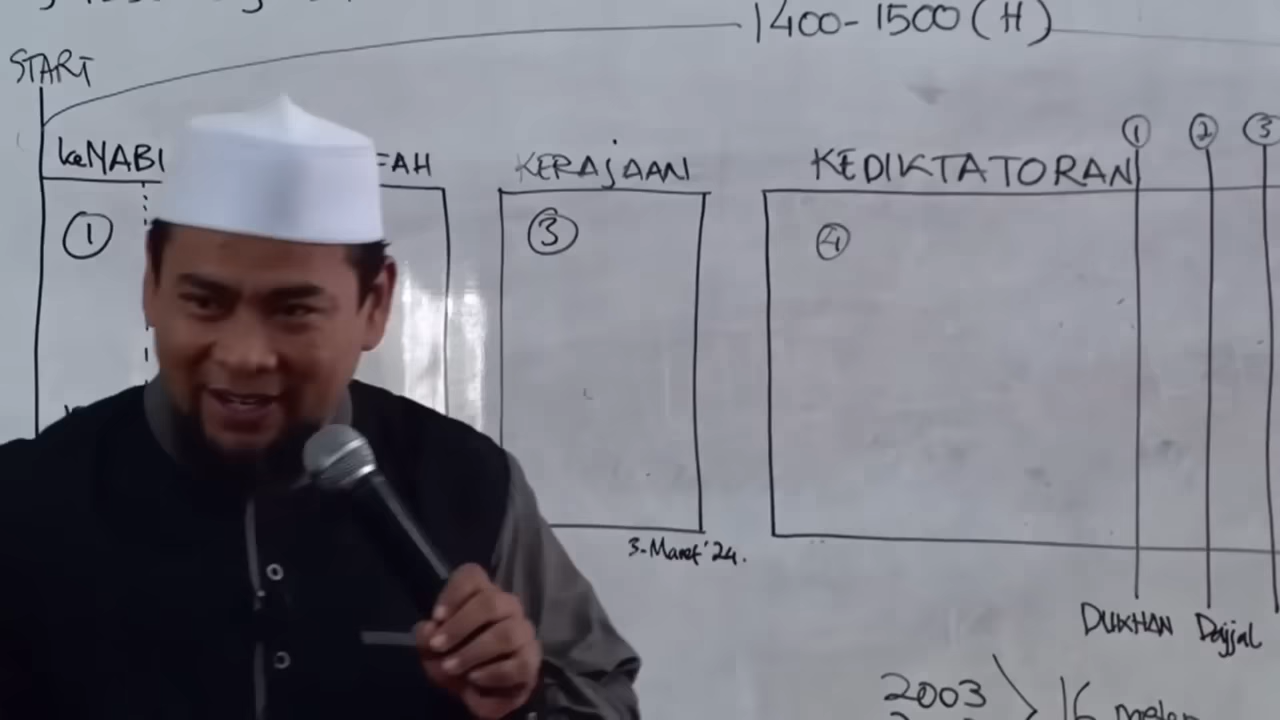 1400-1500 (H)
START
① ② ③
keNABI FAH KERAJAAN KEDIKTATORAN
① ③ ④
3-Maret '24.
DUKHAN Dajjal
2003
16